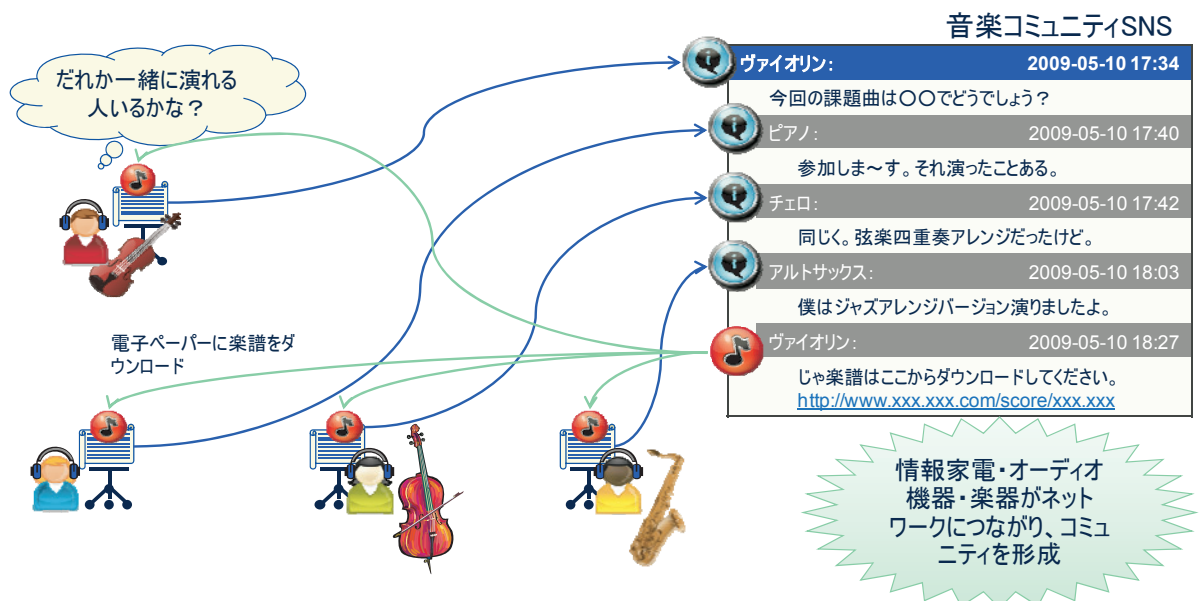 音楽コミュニティSNS
だれか一緒に演れる
人いるかな？
ヴァイオリン： 2009-05-10 17:34
今回の課題曲は〇〇でどうでしょう？
ピアノ： 2009-05-10 17:40
参加しま～す。それ演ったことある。
チェロ： 2009-05-10 17:42
同じく。弦楽四重奏アレンジだったけど。
アルトサックス： 2009-05-10 18:03
僕はジャズアレンジバージョン演りましたよ。
ヴァイオリン： 2009-05-10 18:27
じゃ楽譜はここからダウンロードしてください。
http://www.xxx.xxx.com/score/xxx.xxx
電子ペーパーに楽譜をダ
ウンロード
情報家電・オーディオ
機器・楽器がネット
ワークにつながり、コミュ
ニティを形成